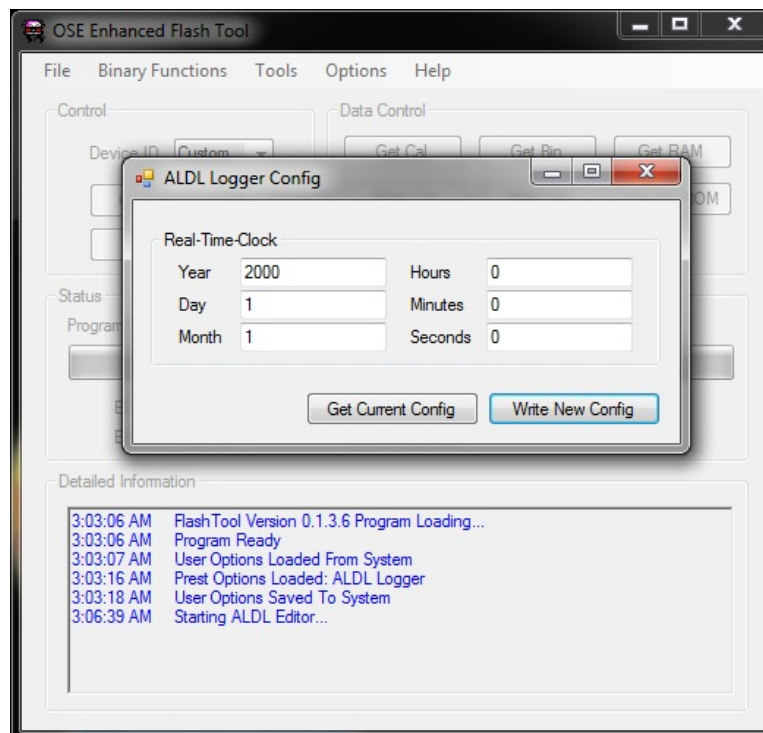 OSE Enhanced Flash Tool
File Binary Functions Tools Options Help
Control
Data Control
Device ID Custom
Get Cal Get Bin Get RAM
ALDL Logger Config
Real-Time-Clock
Year 2000 Hours 0
Day 1 Minutes 0
Month 1 Seconds 0
Get Current Config Write New Config
Status
Detailed Information
3:03:06 AM FlashTool Version 0.1.3.6 Program Loading...
3:03:06 AM Program Ready
3:03:07 AM User Options Loaded From System
3:03:16 AM Prest Options Loaded: ALDL Logger
3:03:18 AM User Options Saved To System
3:06:39 AM Starting ALDL Editor...